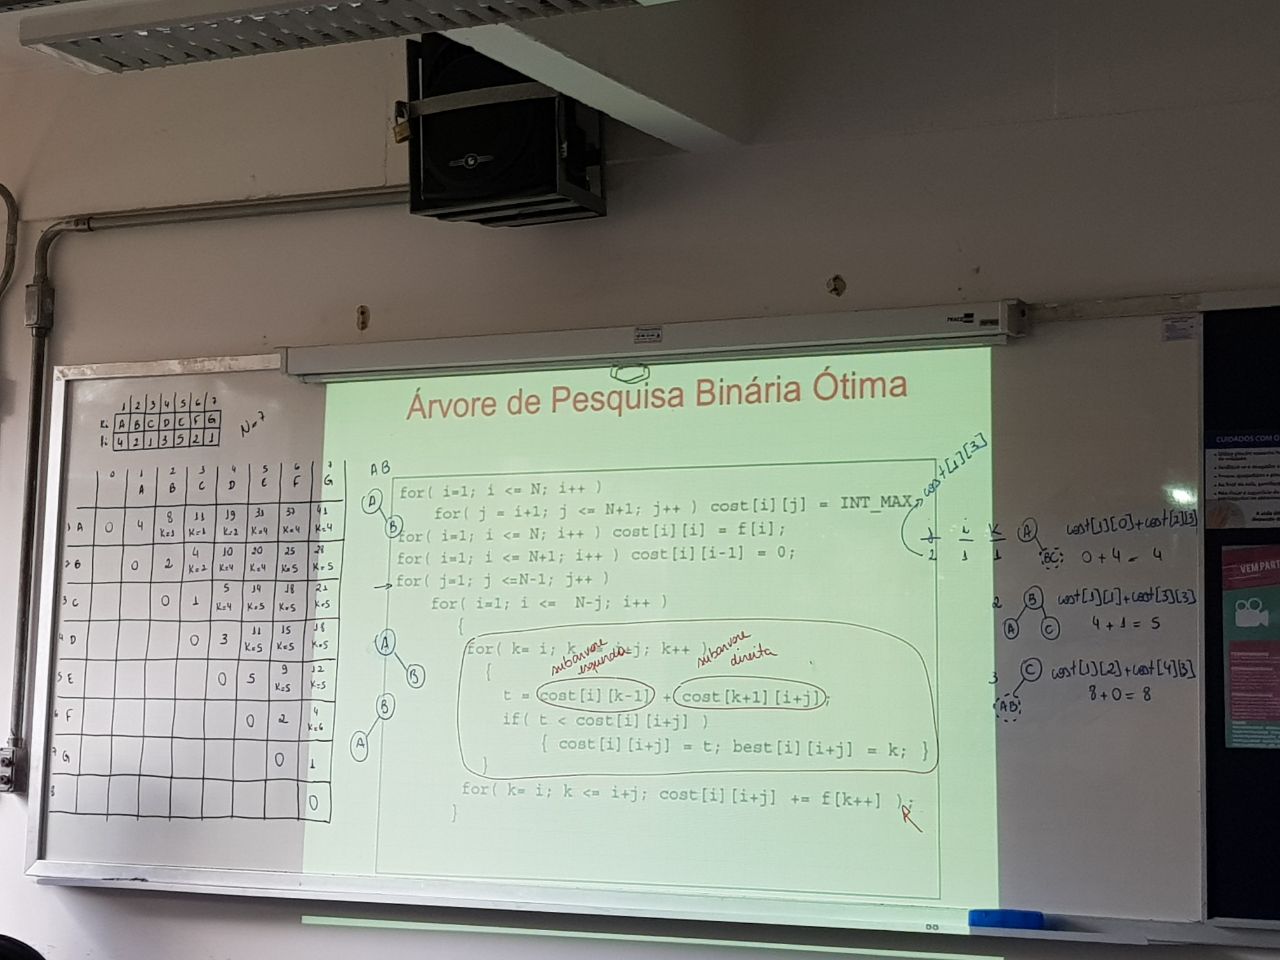 1 2 3 4 5 6 7
Ki A B C D E F G
Fi 4 2 1 3 5 2 1
N=7
0 1 2 3 4 5 6 7
A B C D E F G
1 A 0 4 8 11 19 31 41
K=1 K=1 K=2 K=4 K=4 K=4
2 B 0 2 4 10 20 25 28
K=2 K=4 K=4 K=5 K=5
3 C 0 1 5 14 18 21
K=4 K=5 K=5 K=5
4 D 0 3 11 15 18
K=5 K=5 K=5
5 E 0 5 9 12
K=5 K=5
6 F 0 2 4
K=6
7 G 0 1
8 0
Árvore de Pesquisa Binária Ótima
AB
A
B
A
B
B
A
for( i=1; i <= N; i++ )
for( j = i+1; j <= N+1; j++ ) cost[i][j] = INT_MAX
for(i=1; i <= N; i++ ) cost[i][i] = f[i];
for(i=1; i <= N+1; i++ ) cost[i][i-1] = 0;
for( j=1; j <=N-1; j++ )
for( i=1; i <= N-j; i++ )
{
for( k= i; k +j; k++
subárvore esquerda
subárvore direita
{
t = cost[i][k-1] + cost[k+1][i+j];
if( t < cost[i][i+j] )
{ cost[i][i+j] = t; best[i][i+j] = k; }
}
for( k= i; k <= i+j; cost[i][i+j] += f[k++] ) ;
}
cost[1][3]
j i k
2 1 1
A
BC
cost[1][0]+cost[2][3]
0 + 4 = 4
2
B
A C
cost[1][1]+cost[3][3]
4 + 1 = 5
3
C
AB
cost[1][2]+cost[4][3]
8 + 0 = 8
CUIDADOS COM O
VEM PART